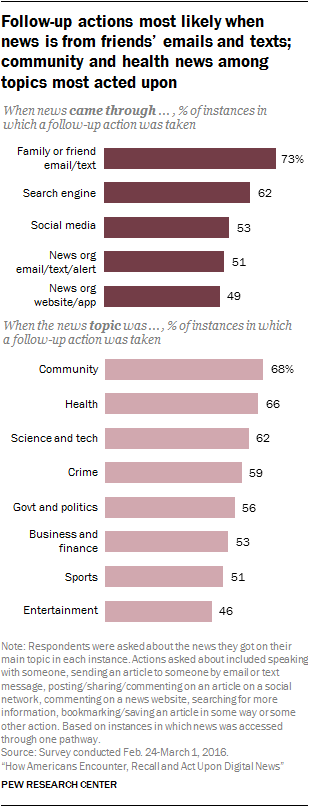 Follow-up actions most likely when
news is from friends' emails and texts;
community and health news among
topics most acted upon
When news came through ... , % of instances in
which a follow-up action was taken
Family or friend
email/text
73%
Search engine
62
Social media
53
News org
email/text/alert
51
News org
website/app
49
When the news topic was ... , % of instances in which
a follow-up action was taken
Community
68%
Health
66
Science and tech
62
Crime
59
Govt and politics
56
Business and
finance
53
Sports
51
Entertainment
46
Note: Respondents were asked about the news they got on their
main topic in each instance. Actions asked about included speaking
with someone, sending an article to someone by email or text
message, posting/sharing/commenting on an article on a social
network, commenting on a news website, searching for more
information, bookmarking/saving an article in some way or some
other action. Based on instances in which news was accessed
through one pathway.
Source: Survey conducted Feb. 24-March 1, 2016.
"How Americans Encounter, Recall and Act Upon Digital News"
PEW RESEARCH CENTER